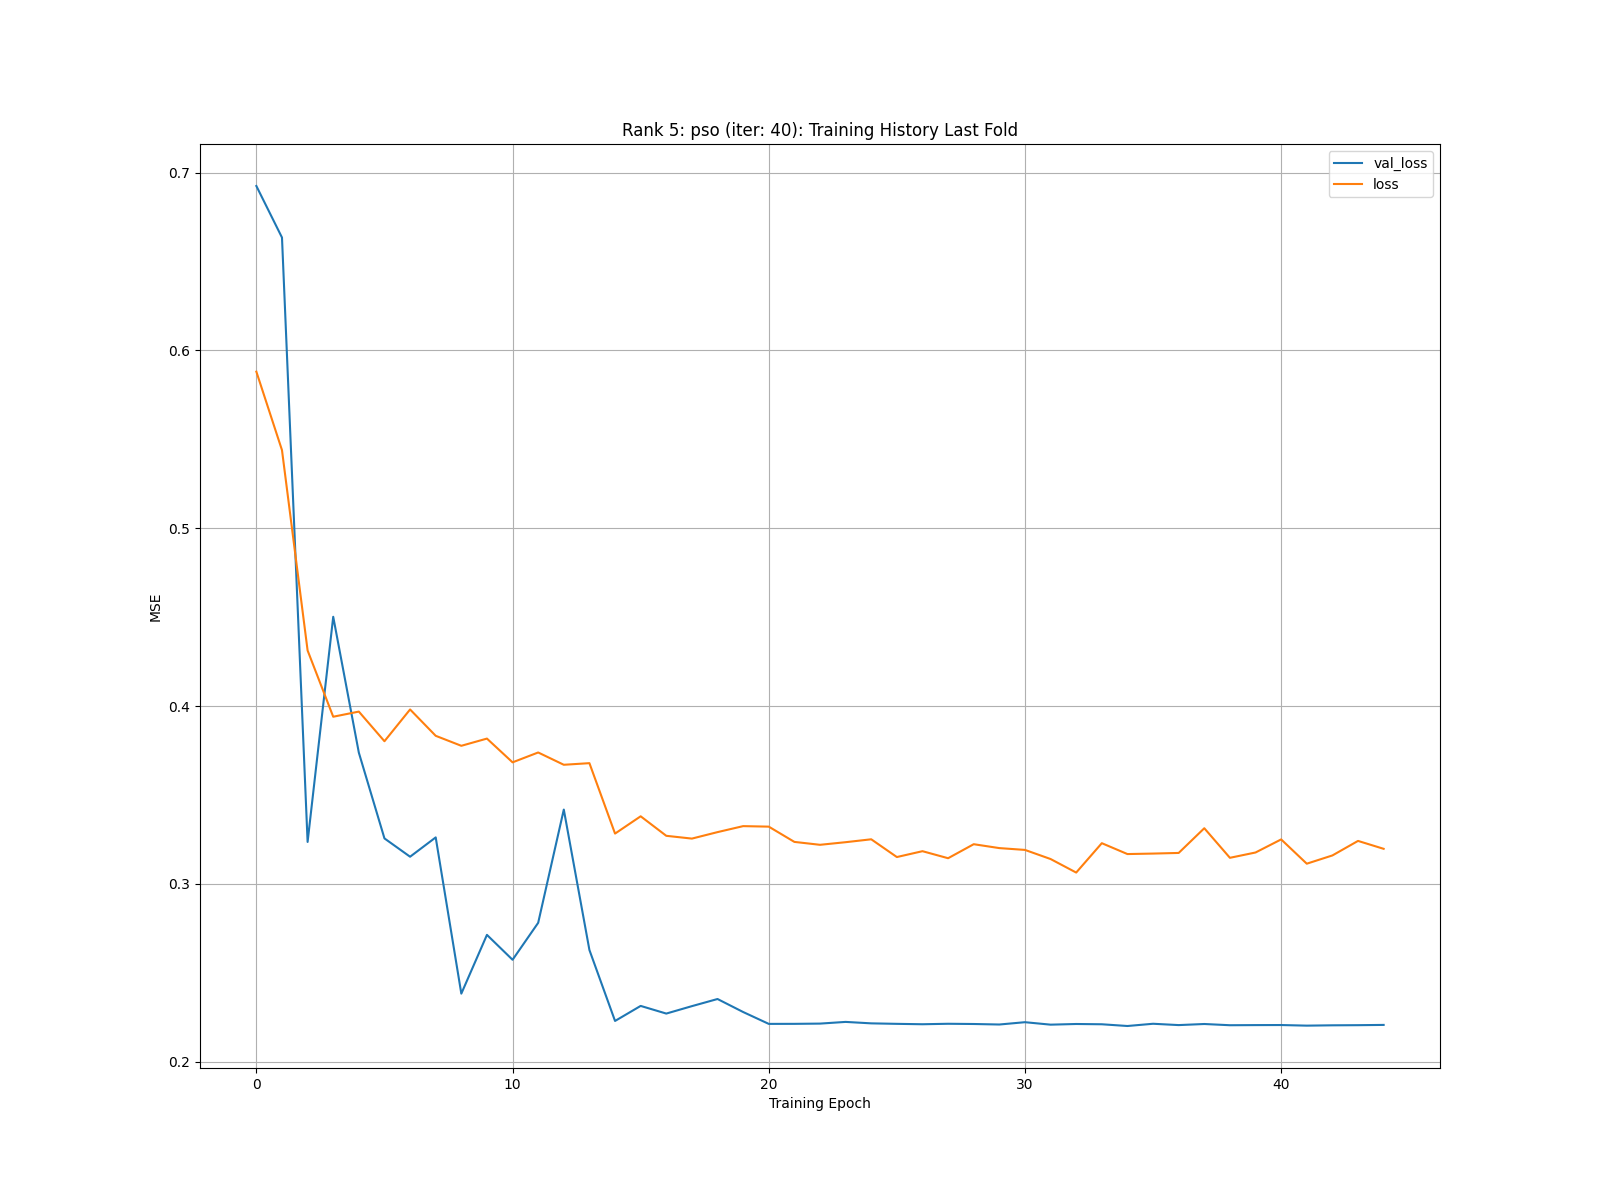 Rank 5: pso (iter: 40): Training History Last Fold
val_loss
loss
MSE
0.7
0.6
0.5
0.4
0.3
0.2
0 10 20 30 40
Training Epoch